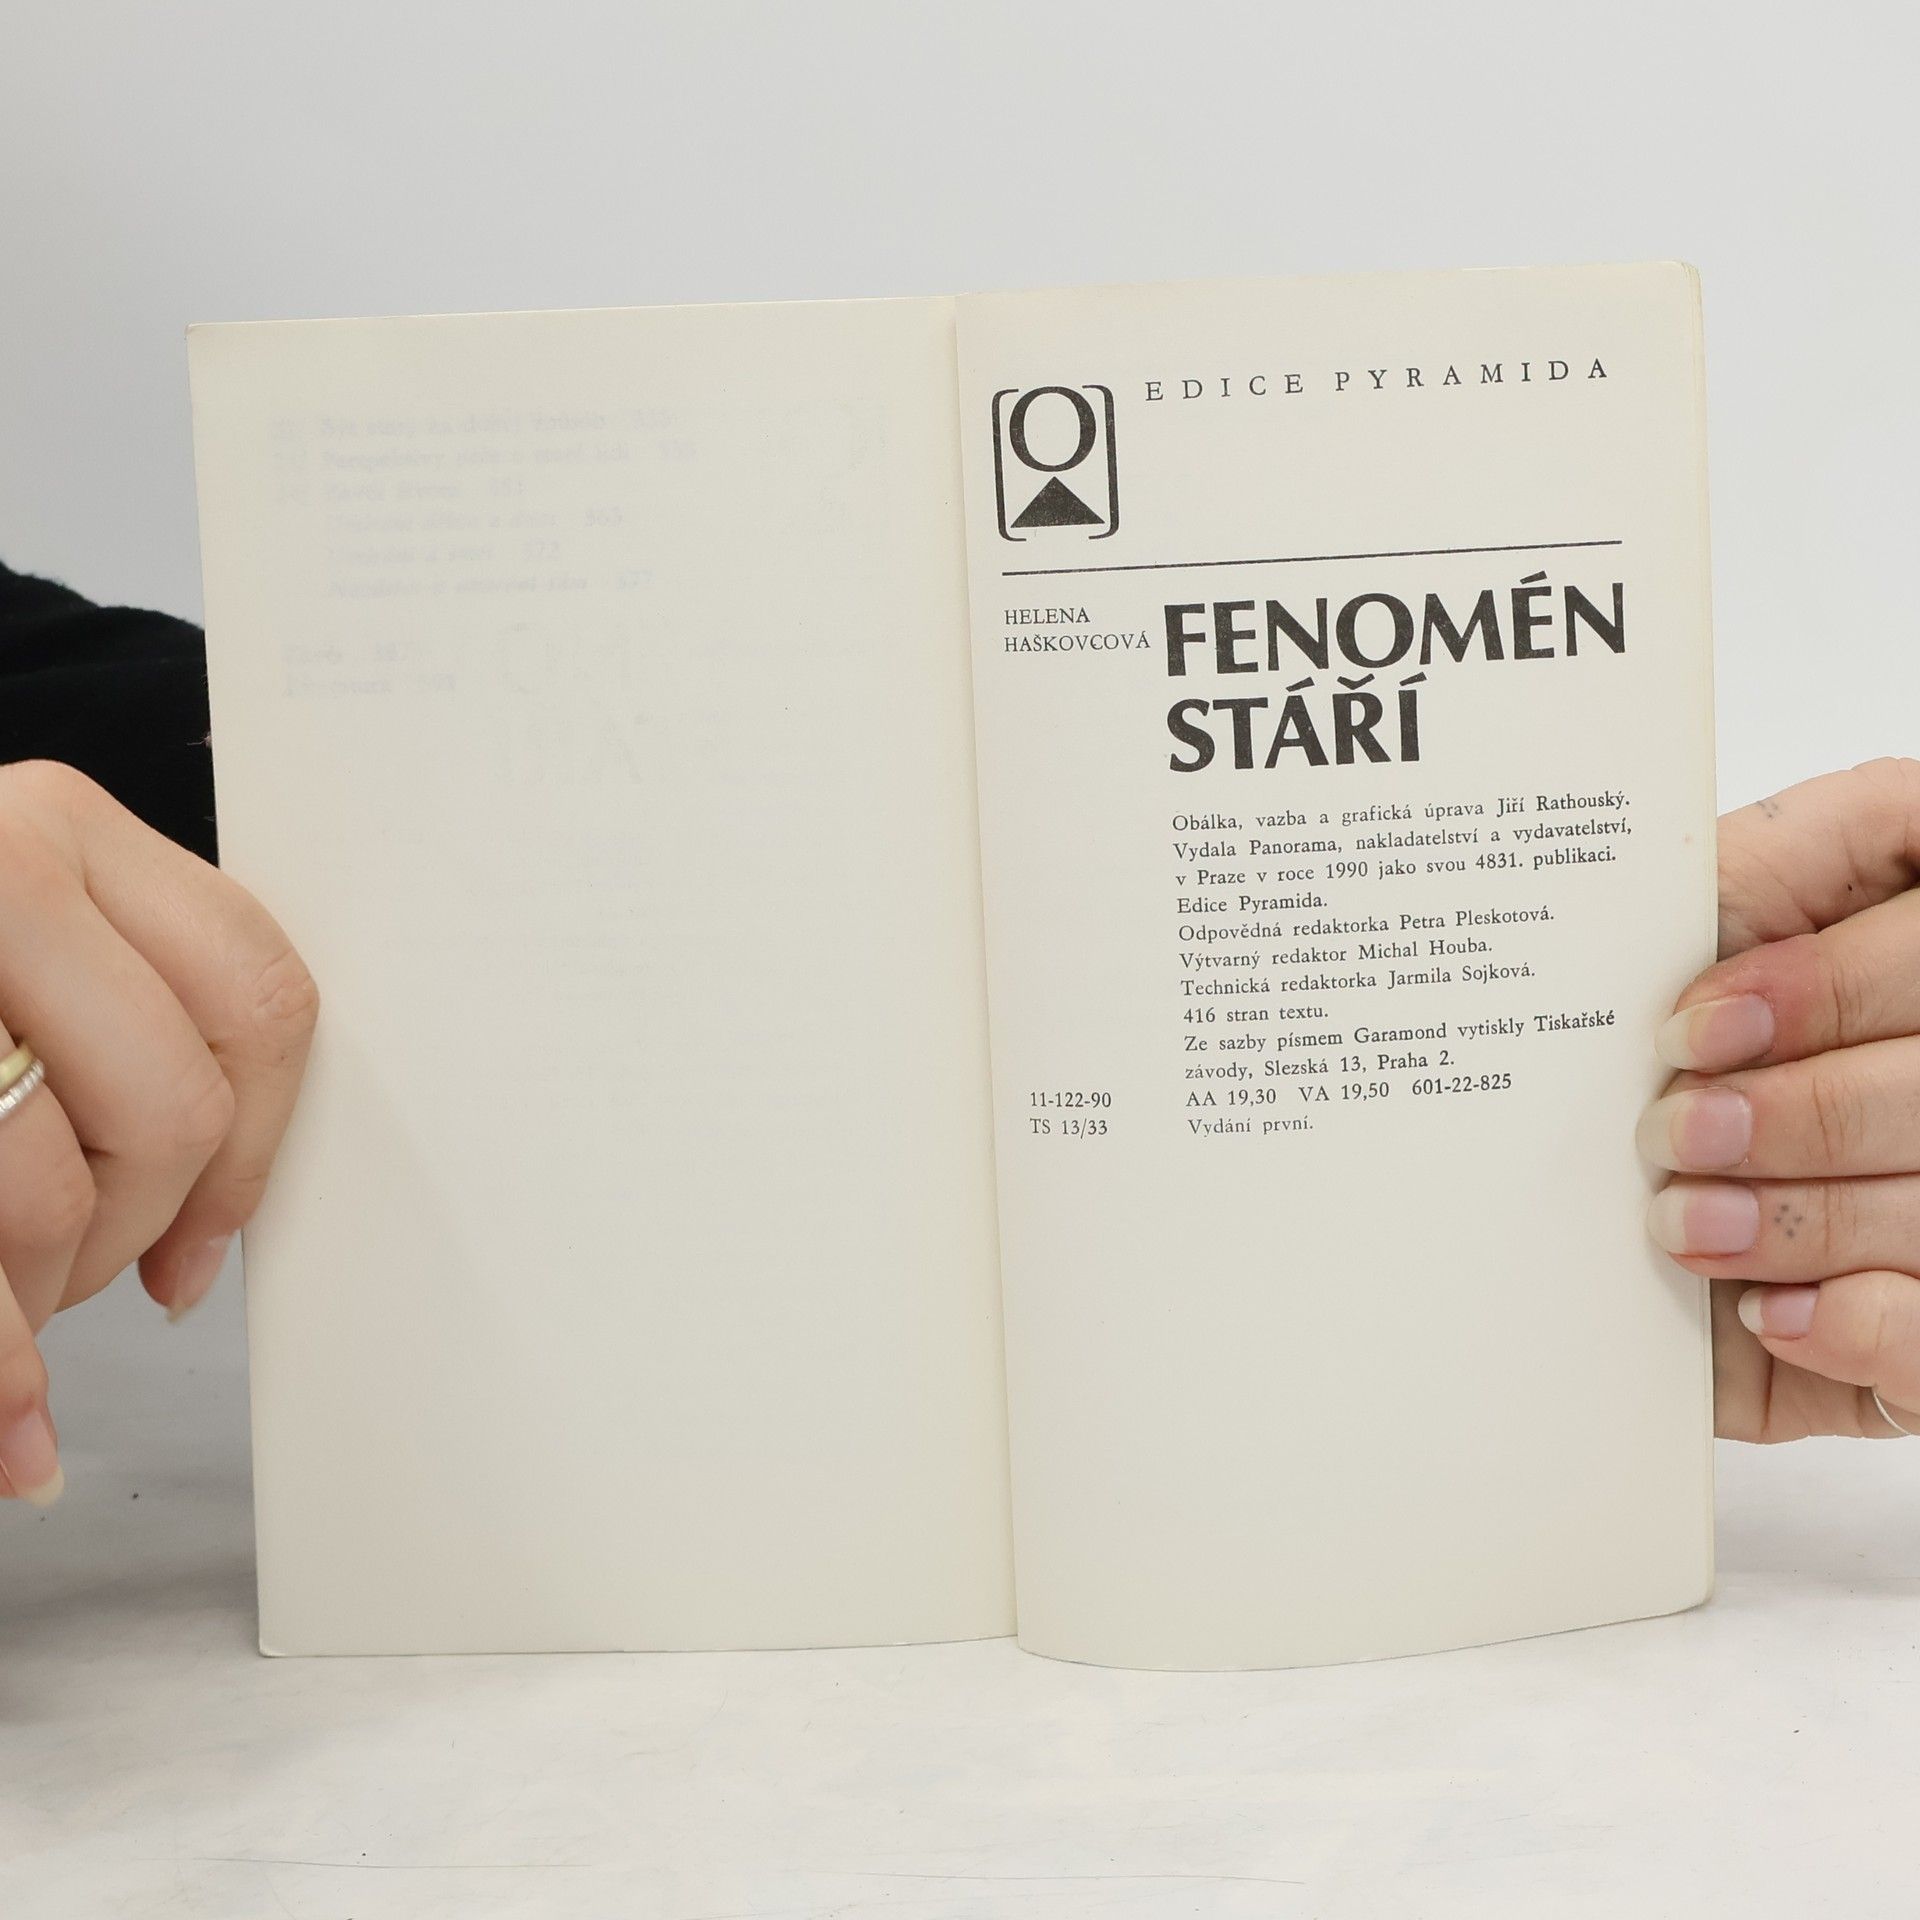 EDICE PYRAMIDA
HELENA
HAŠKOVCOVÁ
FENOMÉN
STÁŘÍ
Obálka, vazba a grafická úprava Jiří Rathouský.
Vydala Panorama, nakladatelství a vydavatelství,
v Praze v roce 1990 jako svou 4831. publikaci.
Edice Pyramida.
Odpovědná redaktorka Petra Pleskotová.
Výtvarný redaktor Michal Houba.
Technická redaktorka Jarmila Sojková.
416 stran textu.
Ze sazby písmem Garamond vytiskly Tiskařské
závody, Slezská 13, Praha 2.
11-122-90 AA 19,30 VA 19,50 601-22-825
TS 13/33 Vydání první.